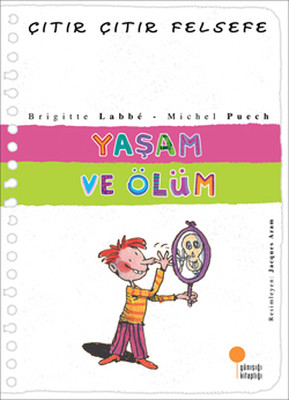 ÇITIR ÇITIR FELSEFE
Brigitte Labbé - Michel Puech
YAŞAM
VE ÖLÜM
Resimleyen: Jacques Azam
günışığı
kitaplığı